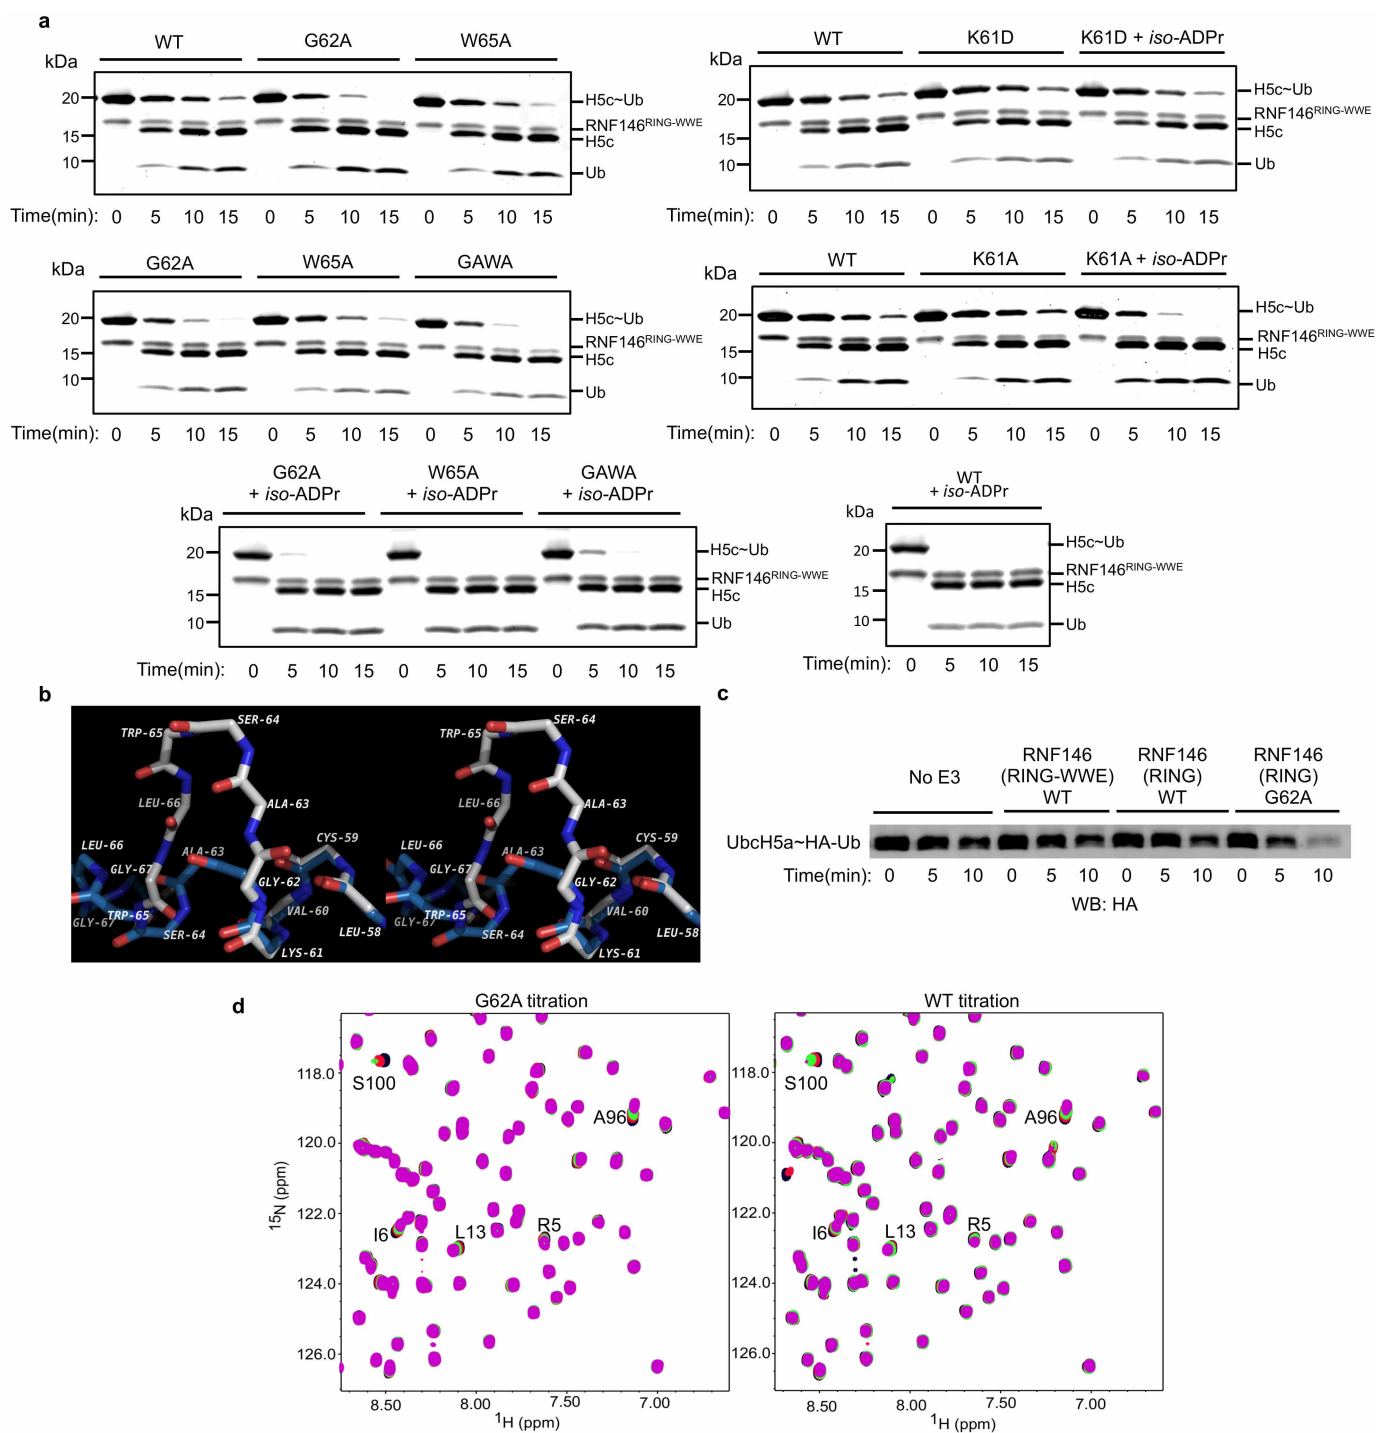 a
WT G62A W65A
kDa
20
15
10
H5c~Ub
RNF146RING-WWE
H5c
Ub
Time(min): 0 5 10 15 0 5 10 15 0 5 10 15
WT K61D K61D + iso-ADPr
kDa
20
15
10
H5c~Ub
RNF146RING-WWE
H5c
Ub
Time(min): 0 5 10 15 0 5 10 15 0 5 10 15
G62A W65A GAWA
kDa
20
15
10
H5c~Ub
RNF146RING-WWE
H5c
Ub
Time(min): 0 5 10 15 0 5 10 15 0 5 10 15
WT K61A K61A + iso-ADPr
kDa
20
15
10
H5c~Ub
RNF146RING-WWE
H5c
Ub
Time(min): 0 5 10 15 0 5 10 15 0 5 10 15
G62A W65A GAWA
+ iso-ADPr + iso-ADPr + iso-ADPr
kDa
20
15
10
H5c~Ub
RNF146RING-WWE
H5c
Ub
Time(min): 0 5 10 15 0 5 10 15 0 5 10 15
WT
+ iso-ADPr
kDa
20
15
10
H5c~Ub
RNF146RING-WWE
H5c
Ub
Time(min): 0 5 10 15
b
SER-64 SER-64
TRP-65 TRP-65
LEU-66 ALA-63 LEU-66 ALA-63
CYS-59 CYS-59
LEU-66 ALA-63 LEU-66 ALA-63
GLY-67 GLY-62 GLY-67 GLY-62
GLY-67 TRP-65 VAL-60 GLY-67 TRP-65 VAL-60
SER-64 LEU-58 SER-64 LEU-58
LYS-61 LYS-61
c
No E3
RNF146
(RING-WWE)
WT
RNF146
(RING)
WT
RNF146
(RING)
G62A
UbcH5a~HA-Ub
Time(min): 0 5 10 0 5 10 0 5 10 0 5 10
WB: HA
d
G62A titration
S100
A96
I6
L13
R5
118.0
120.0
122.0
124.0
126.0
15N (ppm)
8.50 8.00 7.50 7.00
1H (ppm)
WT titration
S100
A96
I6
L13
R5
118.0
120.0
122.0
124.0
126.0
8.50 8.00 7.50 7.00
1H (ppm)